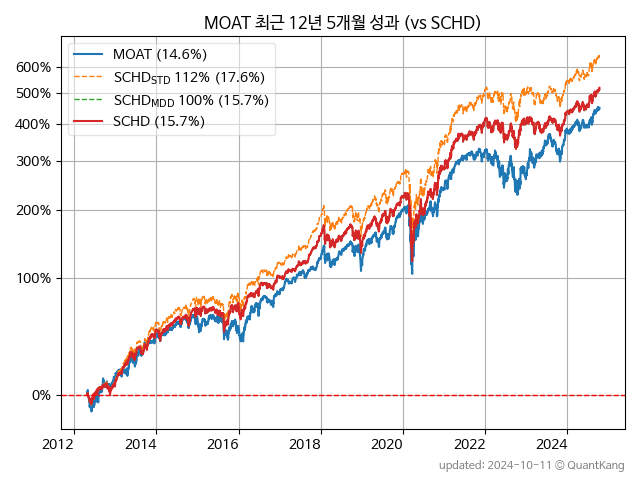 MOAT 최근 12년 5개월 성과 (vs SCHD)
MOAT (14.6%)
SCHD_STD 112% (17.6%)
SCHD_MDD 100% (15.7%)
SCHD (15.7%)
600%
500%
400%
300%
200%
100%
0%
2012 2014 2016 2018 2020 2022 2024
updated: 2024-10-11 © QuantKang